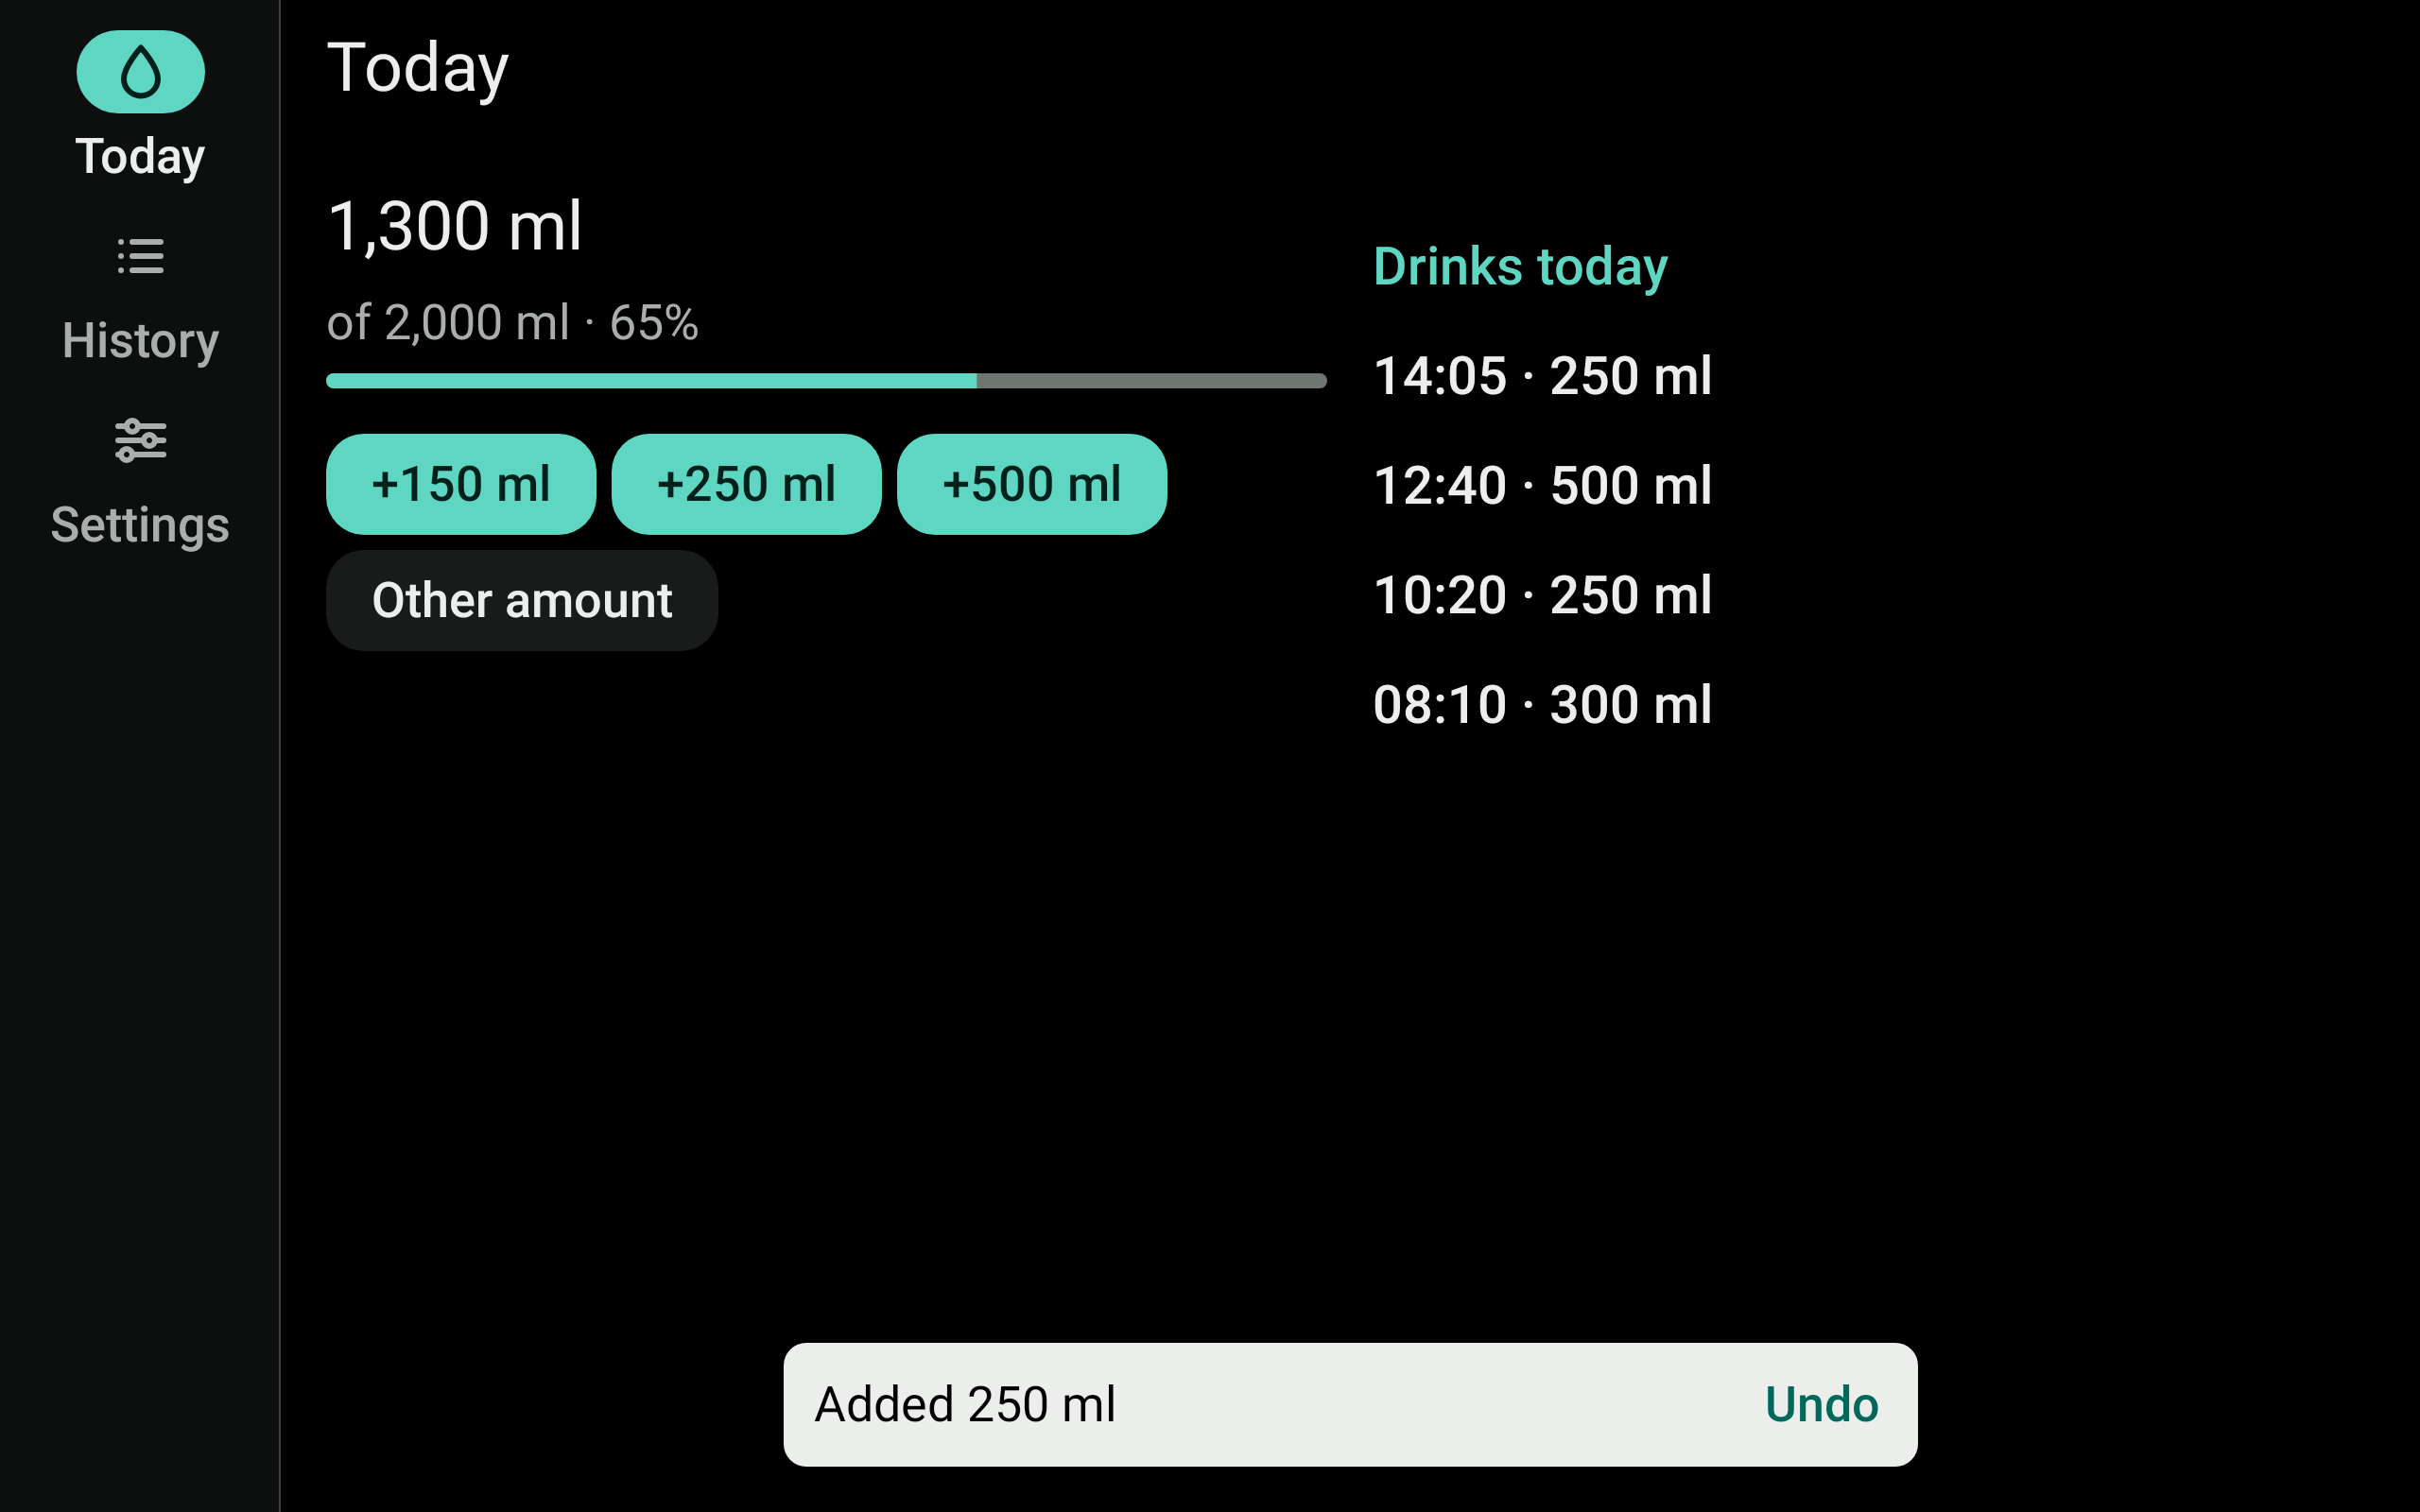 Today
History
Settings
Today
1,300 ml
of 2,000 ml · 65%
+150 ml
+250 ml
+500 ml
Other amount
Drinks today
14:05 · 250 ml
12:40 · 500 ml
10:20 · 250 ml
08:10 · 300 ml
Added 250 ml
Undo